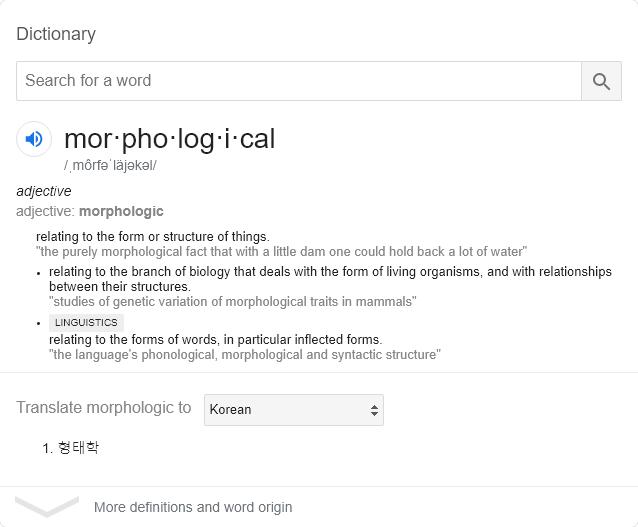 Dictionary
Search for a word
mor·pho·log·i·cal
/ˌmôrfəˈläjəkəl/
adjective
adjective: morphologic
relating to the form or structure of things.
"the purely morphological fact that with a little dam one could hold back a lot of water"
• relating to the branch of biology that deals with the form of living organisms, and with relationships
between their structures.
"studies of genetic variation of morphological traits in mammals"
• LINGUISTICS
relating to the forms of words, in particular inflected forms.
"the language's phonological, morphological and syntactic structure"
Translate morphologic to Korean
1. 형태학
More definitions and word origin